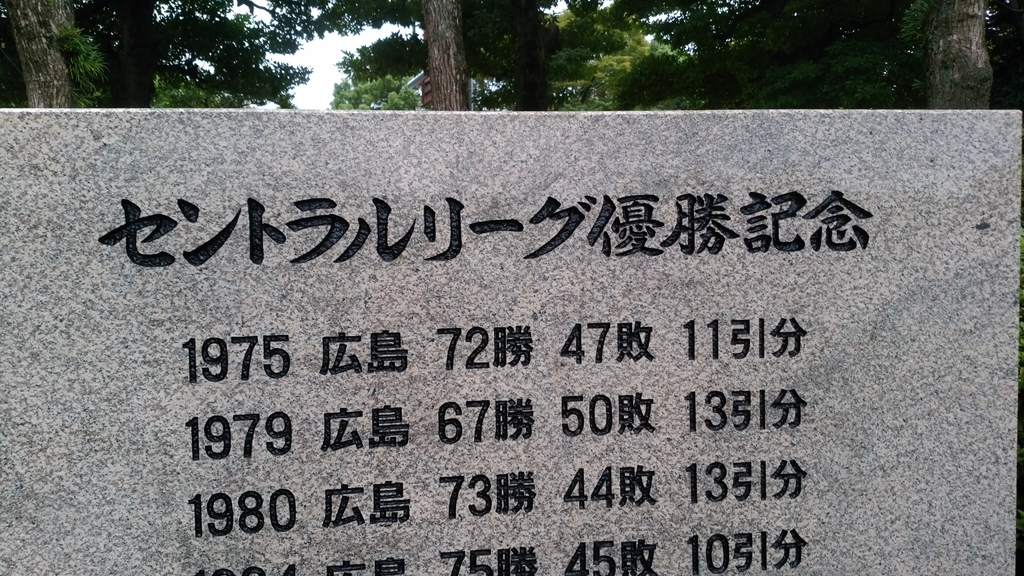 セントラルリーグ優勝記念
1975 広島 72勝 47敗 11引分
1979 広島 67勝 50敗 13引分
1980 広島 73勝 44敗 13引分
1984 広島 75勝 45敗 10引分